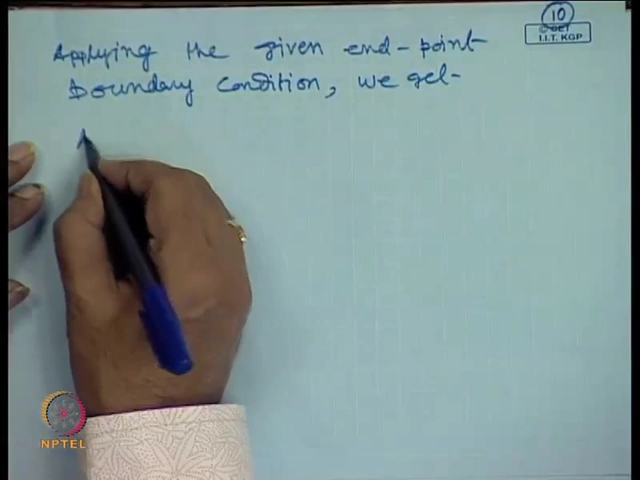 10
© CET
I.I.T. KGP
Applying the given end-point
Boundary condition, we get
NPTEL